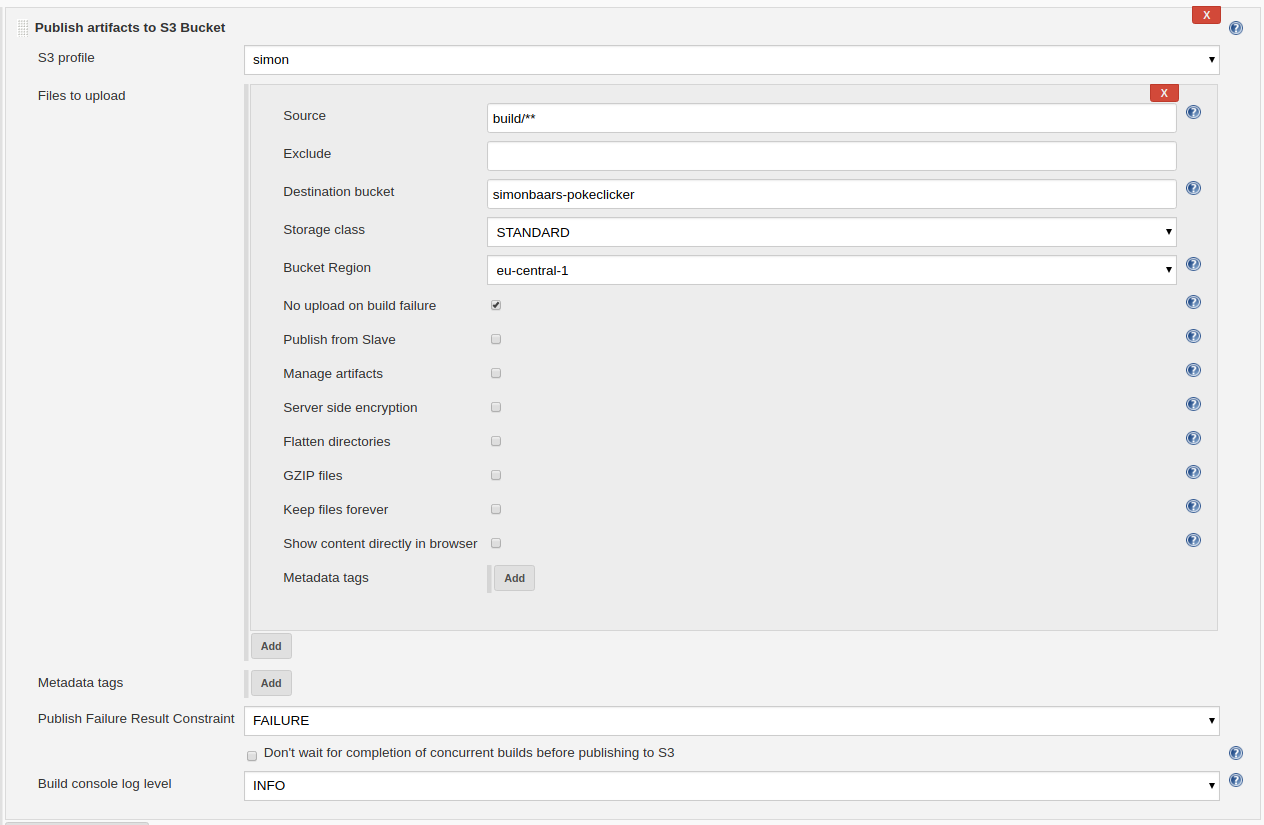 X
Publish artifacts to S3 Bucket
S3 profile simon
Files to upload
X
Source build/**
Exclude
Destination bucket simonbaars-pokeclicker
Storage class STANDARD
Bucket Region eu-central-1
No upload on build failure
Publish from Slave
Manage artifacts
Server side encryption
Flatten directories
GZIP files
Keep files forever
Show content directly in browser
Metadata tags Add
Add
Metadata tags Add
Publish Failure Result Constraint FAILURE
Don't wait for completion of concurrent builds before publishing to S3
Build console log level INFO